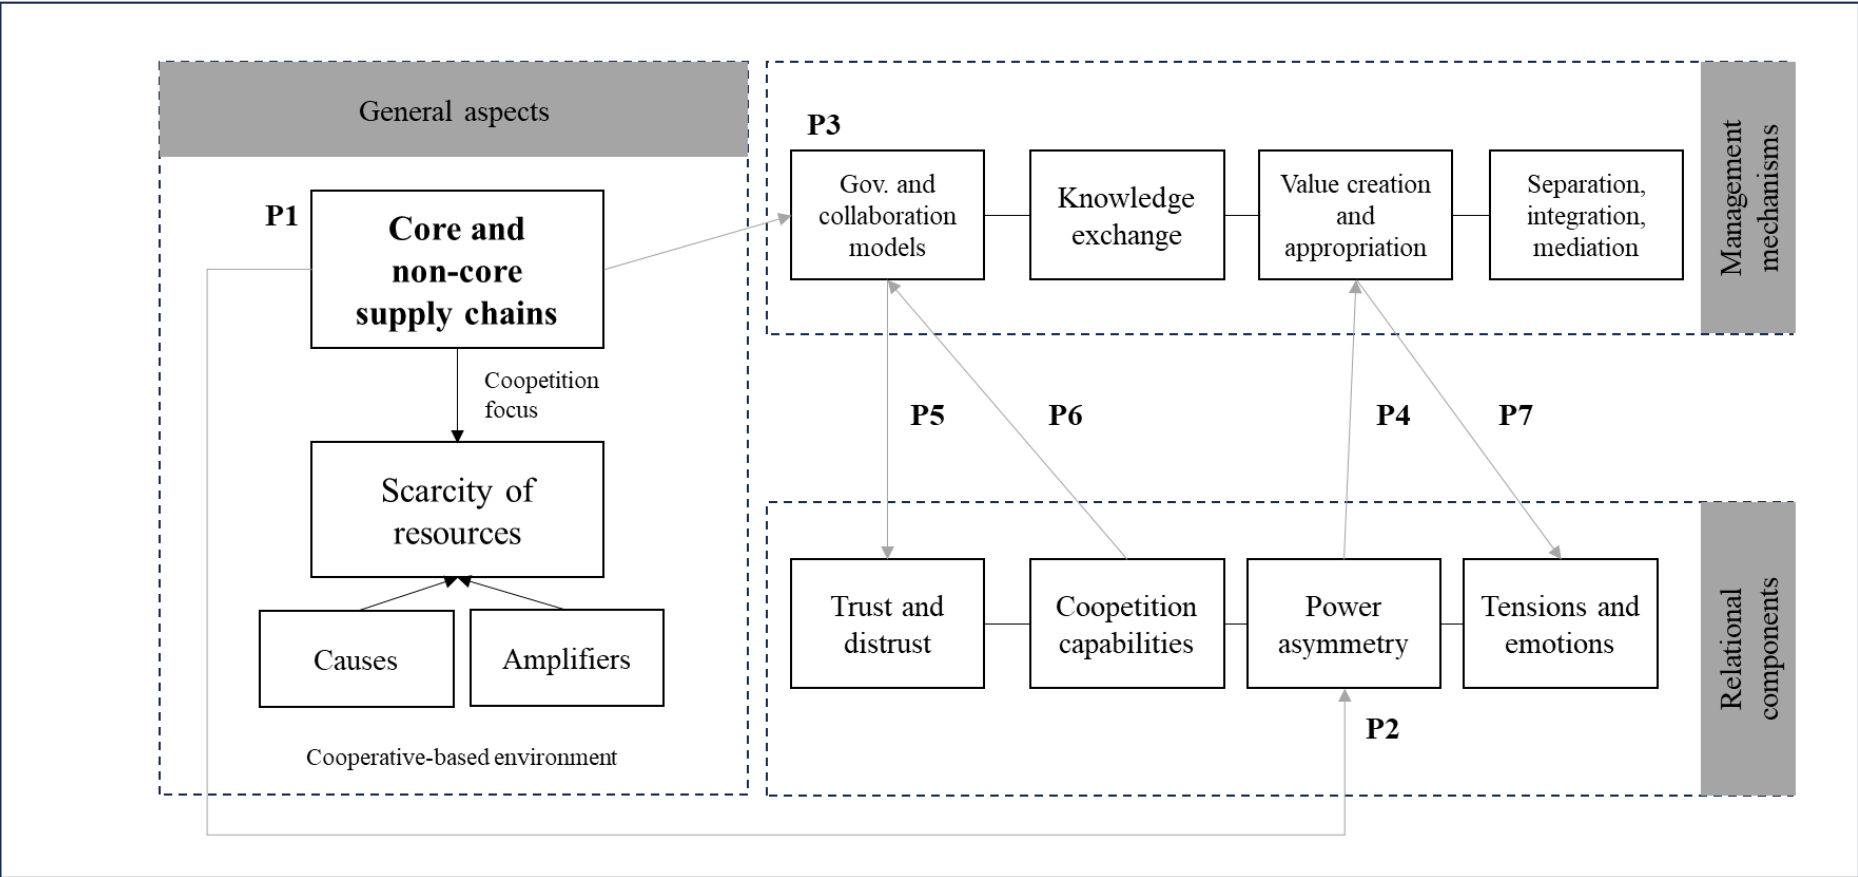 General aspects
P1
Core and
non-core
supply chains
Coopetition
focus
Scarcity of
resources
Causes
Amplifiers
Cooperative-based environment
P3
Gov. and
collaboration
models
Knowledge
exchange
Value creation
and
appropriation
Separation,
integration,
mediation
Management
mechanisms
P5
P6
P4
P7
Trust and
distrust
Coopetition
capabilities
Power
asymmetry
Tensions and
emotions
Relational
components
P2